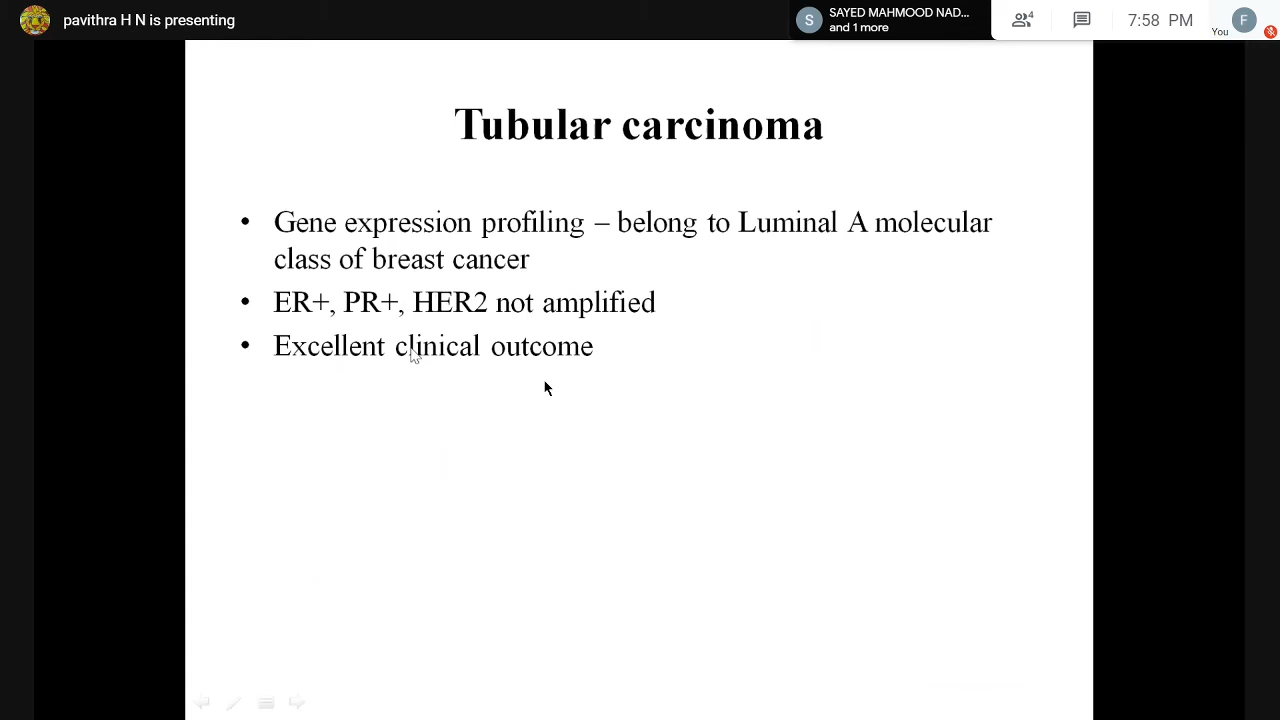 pavithra H N is presenting
S
SAYED MAHMOOD NAD...
and 1 more
4
7:58 PM
You
F
Tubular carcinoma
• Gene expression profiling – belong to Luminal A molecular
class of breast cancer
• ER+, PR+, HER2 not amplified
• Excellent clinical outcome